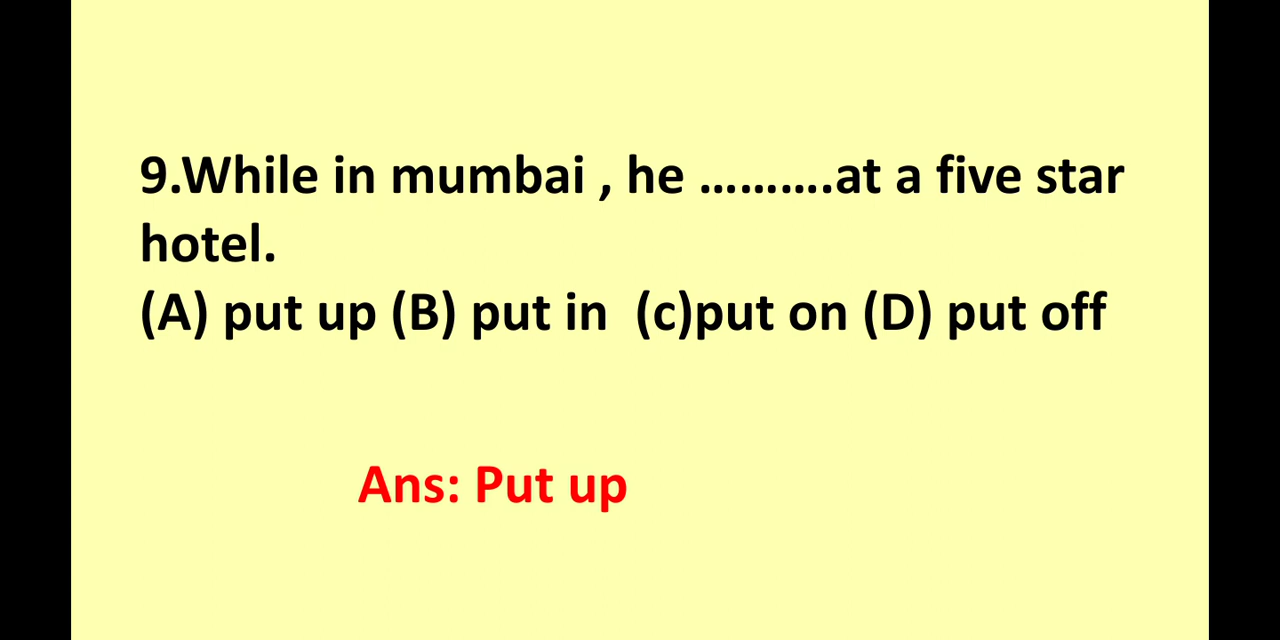 9.While in mumbai , he ……….at a five star
hotel.
(A) put up (B) put in  (c)put on (D) put off
Ans: Put up